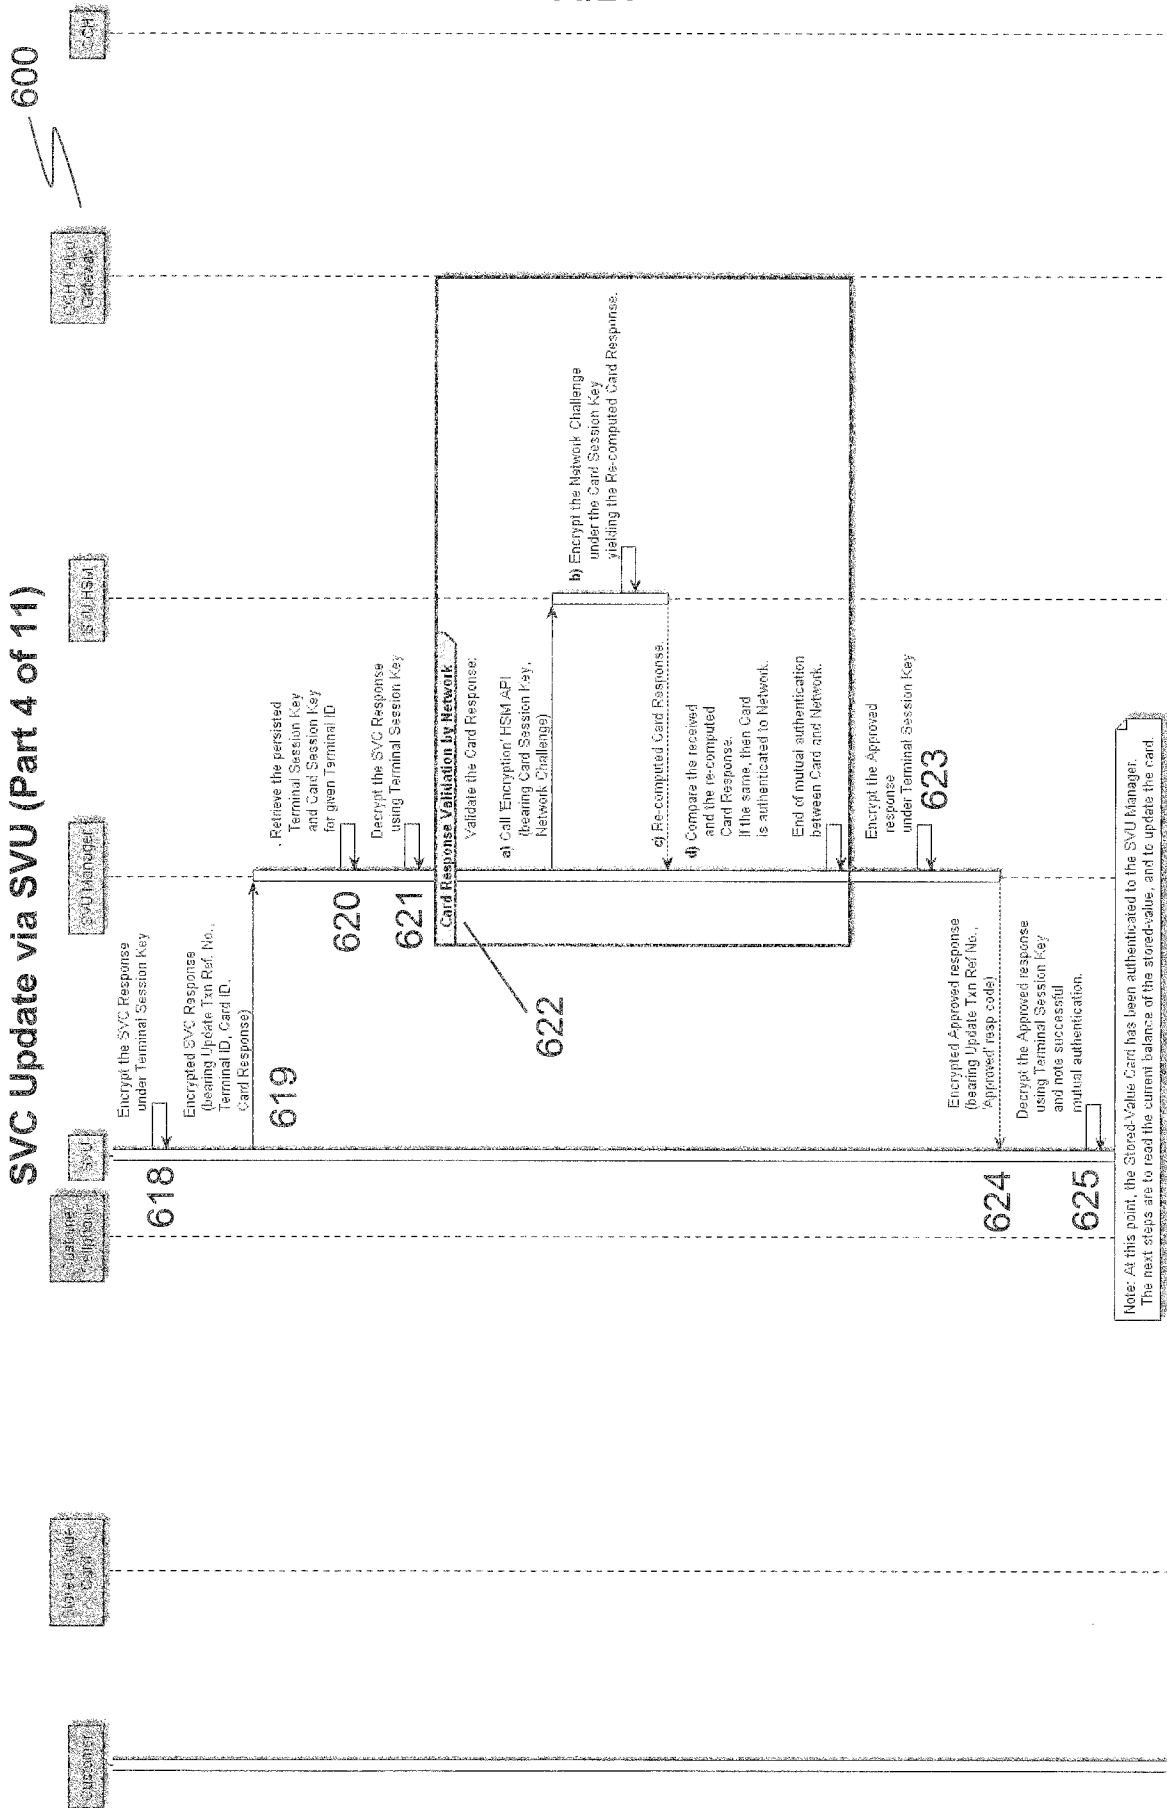 SVC Update via SVU (Part 4 of 11)
600
Customer
Stored-Value
Card
Customer
Cellphone
SVU
SVU Manager
SVU HSM
Gateway
CCH
Encrypt the SVC Response
under Terminal Session Key
618
Encrypted SVC Response
(bearing Update Txn Ref. No.,
Terminal ID, Card ID,
Card Response)
619
Retrieve the persisted
Terminal Session Key
and Card Session Key
for given Terminal ID
620
Decrypt the SVC Response
using Terminal Session Key
621
Card Response Validation by Network
622
Validate the Card Response:
a) Call 'Encryption' HSM API
(bearing Card Session Key,
Network Challenge)
b) Encrypt the Network Challenge
under the Card Session Key
yielding the Re-computed Card Response.
c) Re-computed Card Response.
d) Compare the received
and the re-computed
Card Response.
If the same, then Card
is authenticated to Network.
End of mutual authentication
between Card and Network.
Encrypt the Approved
response
under Terminal Session Key
623
Encrypted Approved response
(bearing Update Txn Ref No.,
'Approved' resp code)
624
Decrypt the Approved response
using Terminal Session Key
and note successful
mutual authentication.
625
Note: At this point, the Stored-Value Card has been authenticated to the SVU Manager.
The next steps are to read the current balance of the stored-value, and to update the card.